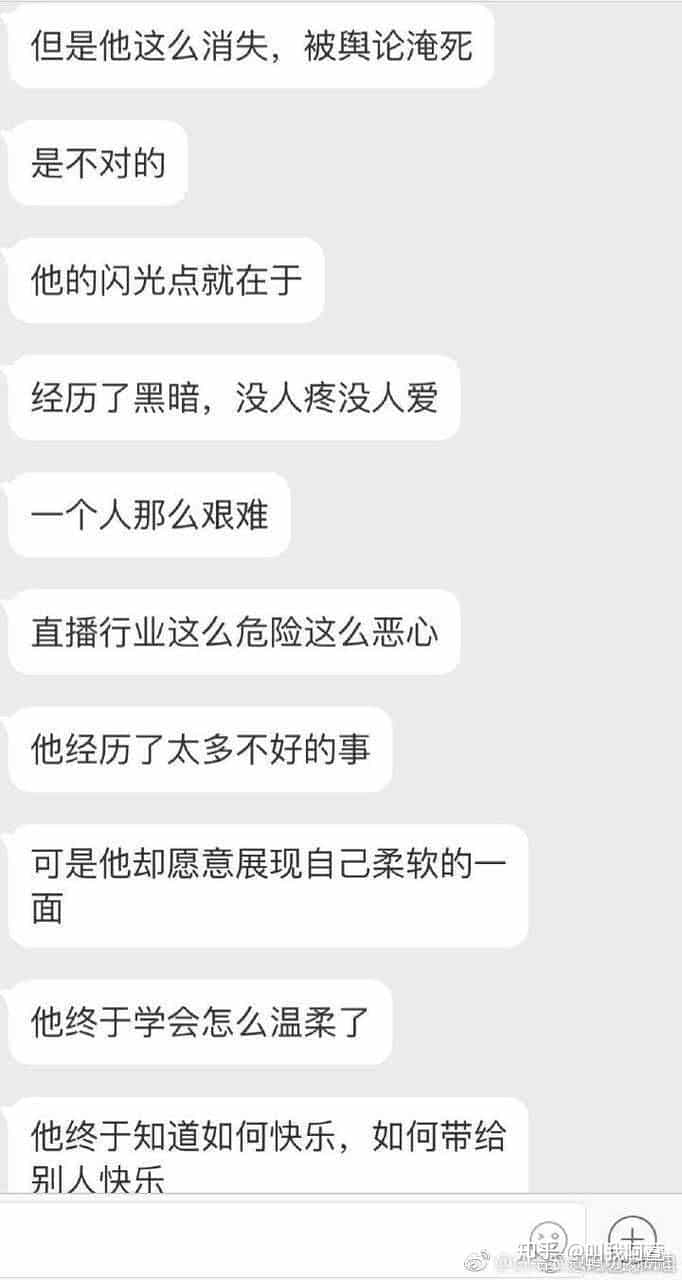 但是他这么消失，被舆论淹死
是不对的
他的闪光点就在于
经历了黑暗，没人疼没人爱
一个人那么艰难
直播行业这么危险这么恶心
他经历了太多不好的事
可是他却愿意展现自己柔软的一
面
他终于学会怎么温柔了
他终于知道如何快乐，如何带给
别人快乐
知乎 @叫我阿查